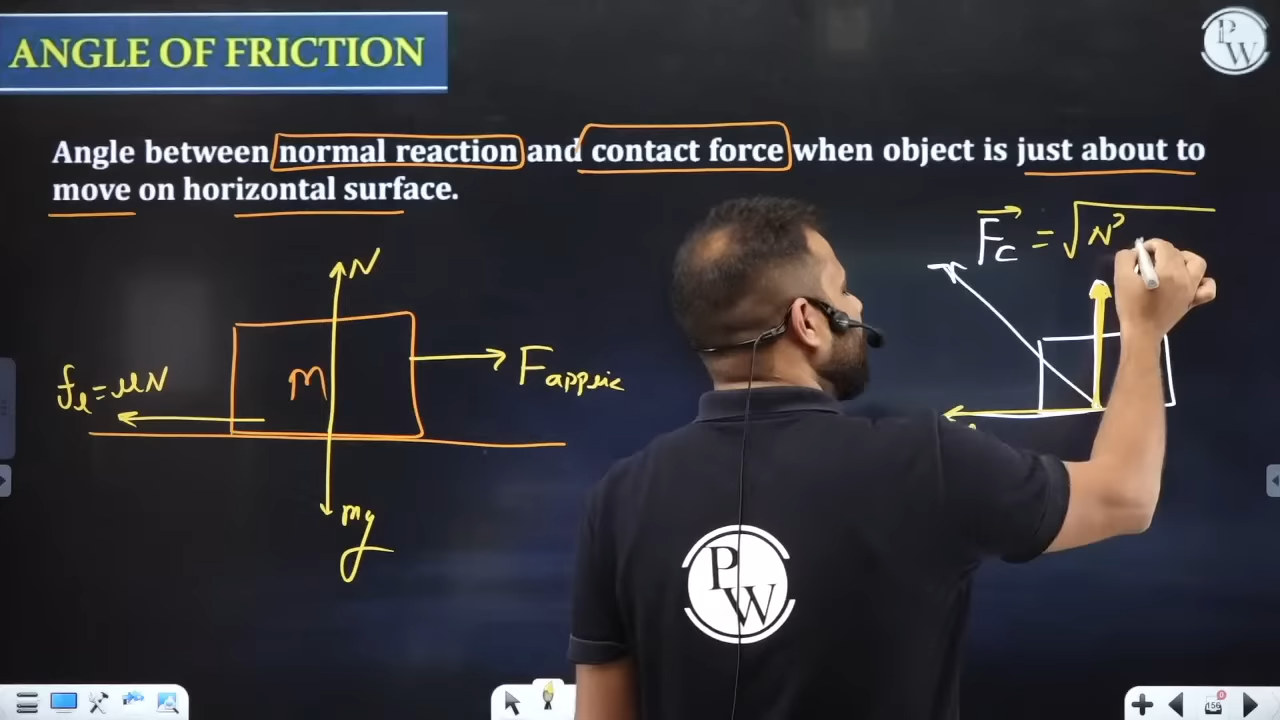 ANGLE OF FRICTION
PW
Angle between normal reaction and contact force when object is just about to
move on horizontal surface.
Fc = √N²
N
fl = μN
m
F
mg
PW
156